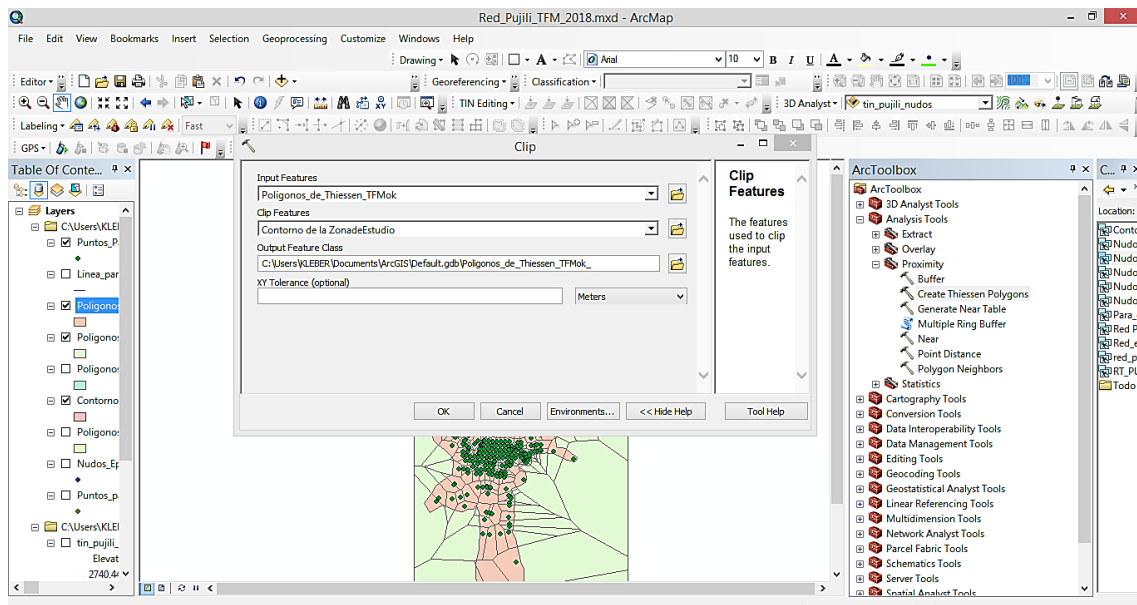 Red_Pujili_TFM_2018.mxd - ArcMap
File Edit View Bookmarks Insert Selection Geoprocessing Customize Windows Help
Drawing Arial 10 B I U A
Editor Georeferencing Classification
TIN Editing 3D Analyst tin_pujili_nudos
Labeling Fast
GPS
Table Of Conte...
Layers
C:\Users\KLEI
Puntos_P
Linea_par
Poligono
Poligonos
Poligonos
Contorno
Poligonos
Nudos_Ep
Puntos_p
C:\Users\KLEI
tin_pujili_
Elevat
2740.44
Clip
Input Features
Poligonos_de_Thiessen_TFMok
Clip Features
Contorno de la ZonadeEstudio
Output Feature Class
C:\Users\KLEBER\Documents\ArcGIS\Default.gdb\Poligonos_de_Thiessen_TFMok_
XY Tolerance (optional)
Meters
OK Cancel Environments... << Hide Help Tool Help
Clip
Features
The features
used to clip
the input
features.
ArcToolbox
ArcToolbox
3D Analyst Tools
Analysis Tools
Extract
Overlay
Proximity
Buffer
Create Thiessen Polygons
Generate Near Table
Multiple Ring Buffer
Near
Point Distance
Polygon Neighbors
Statistics
Cartography Tools
Conversion Tools
Data Interoperability Tools
Data Management Tools
Editing Tools
Geocoding Tools
Geostatistical Analyst Tools
Linear Referencing Tools
Multidimension Tools
Network Analyst Tools
Parcel Fabric Tools
Schematics Tools
Server Tools
Spatial Analyst Tools
C...
Location:
Conto
Nudo
Nudo
Nudo
Nudo
Nudo
Para_
Red P
Red_e
red_p
RT_PU
Todo